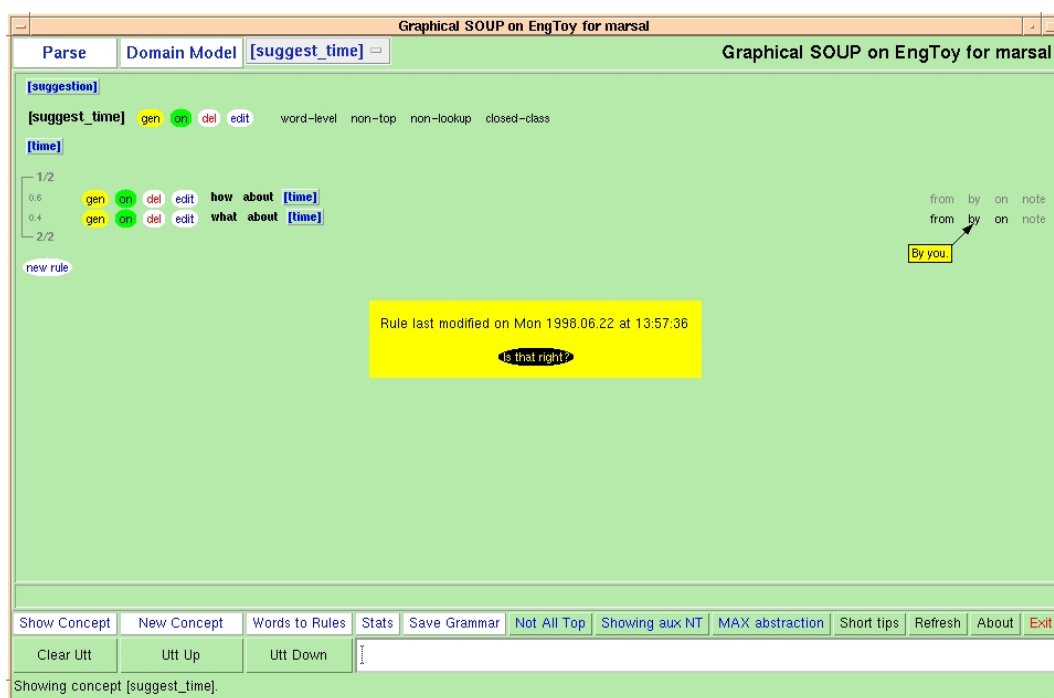 Graphical SOUP on EngToy for marsal
Parse Domain Model [suggest_time] Graphical SOUP on EngToy for marsal
[suggestion]
[suggest_time] gen on del edit word-level non-top non-lookup closed-class
[time]
1/2
0.6 gen on del edit how about [time] from by on note
0.4 gen on del edit what about [time] from by on note
2/2
By you.
new rule
Rule last modified on Mon 1998.06.22 at 13:57:36
Is that right?
Show Concept New Concept Words to Rules Stats Save Grammar Not All Top Showing aux NT MAX abstraction Short tips Refresh About Exit
Clear Utt Utt Up Utt Down
Showing concept [suggest_time].